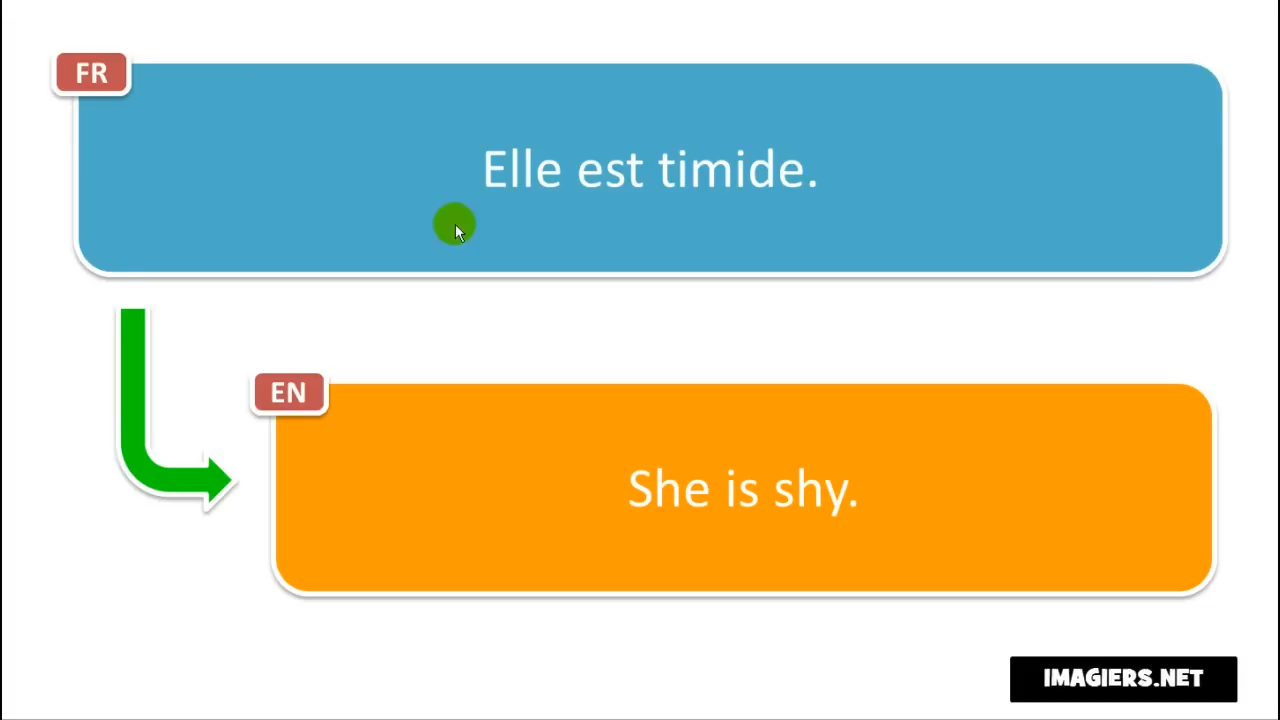 FR
Elle est timide.
EN
She is shy.
IMAGIERS.NET